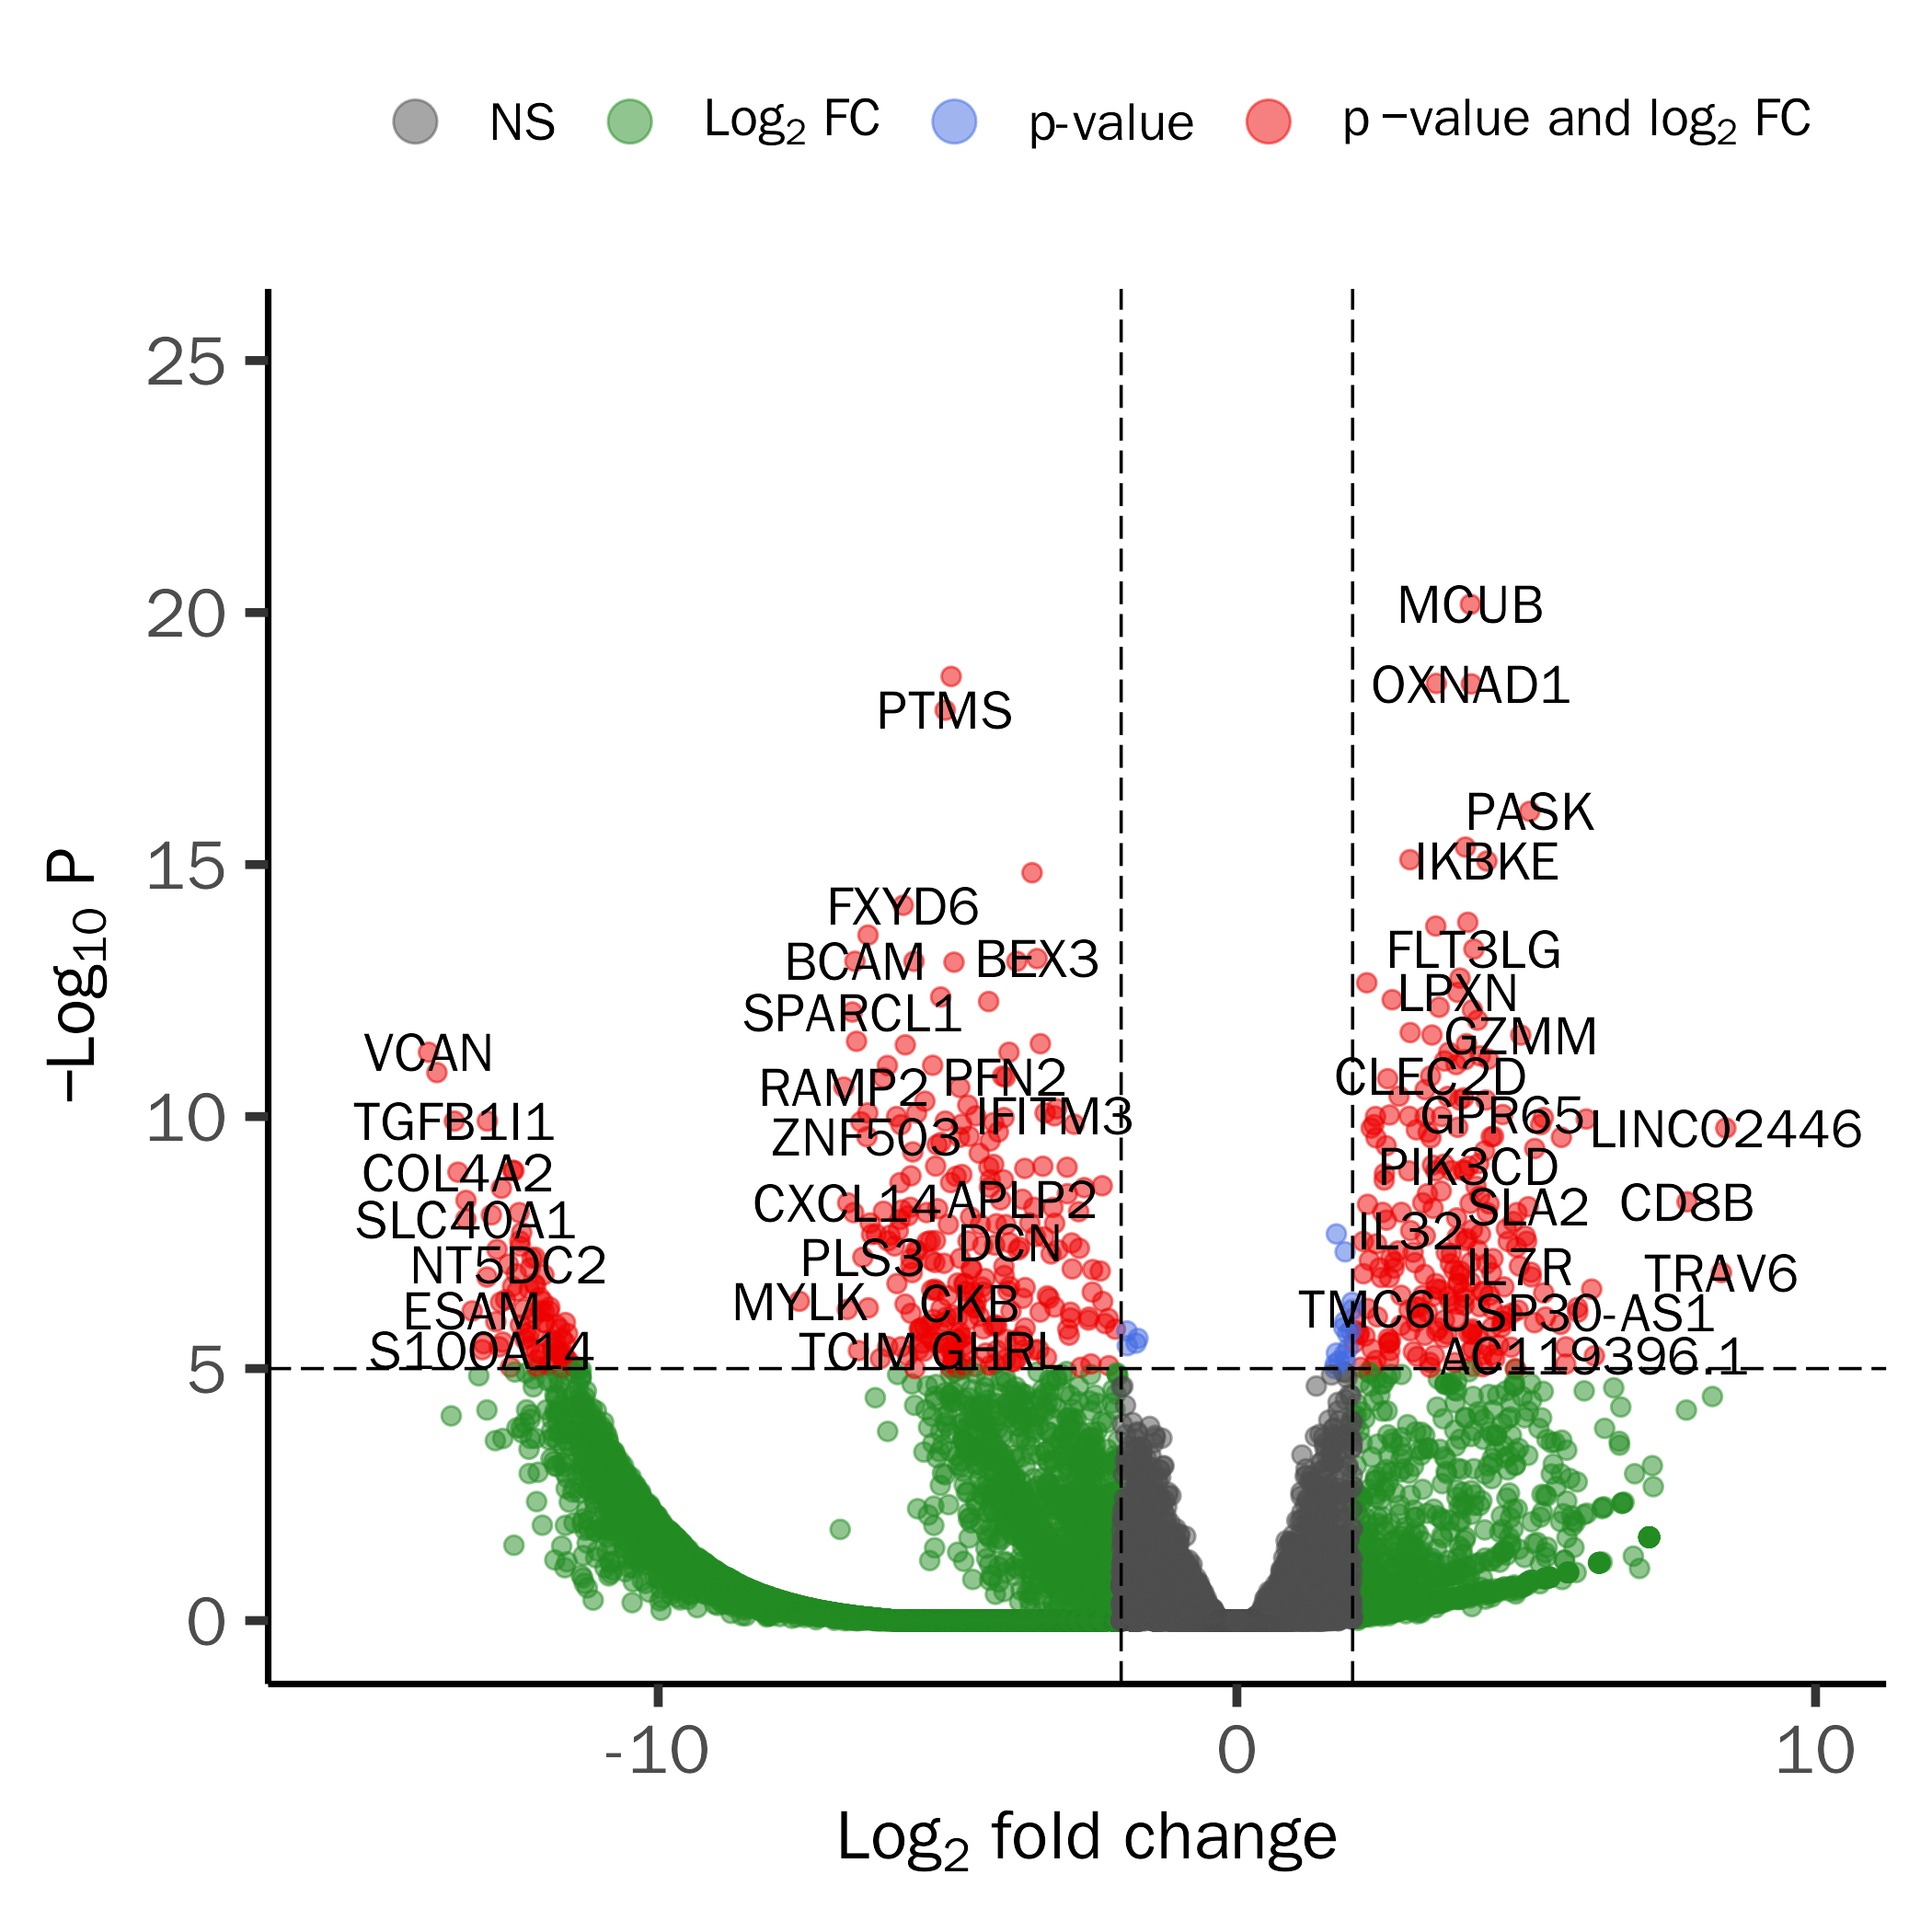 NS Log2 FC p-value p −value and log2 FC
25
20
15
10
5
0
−Log10 P
MCUB
OXNAD1
PTMS
PASK
IKBKE
FXYD6
FLT3LG
BCAM BEX3
LPXN
SPARCL1
GZMM
VCAN
CLEC2D
RAMP2 PFN2
IFITM3
GPR65
TGFB1I1
LINC02446
ZNF503
PIK3CD
COL4A2
CXCL14 APLP2
SLA2 CD8B
SLC40A1
IL32
DCN
PLS3
NT5DC2
IL7R TRAV6
MYLK CKB
TMC6 USP30-AS1
ESAM
S100A14
TCIM GHRL
AC119396.1
-10 0 10
Log2 fold change